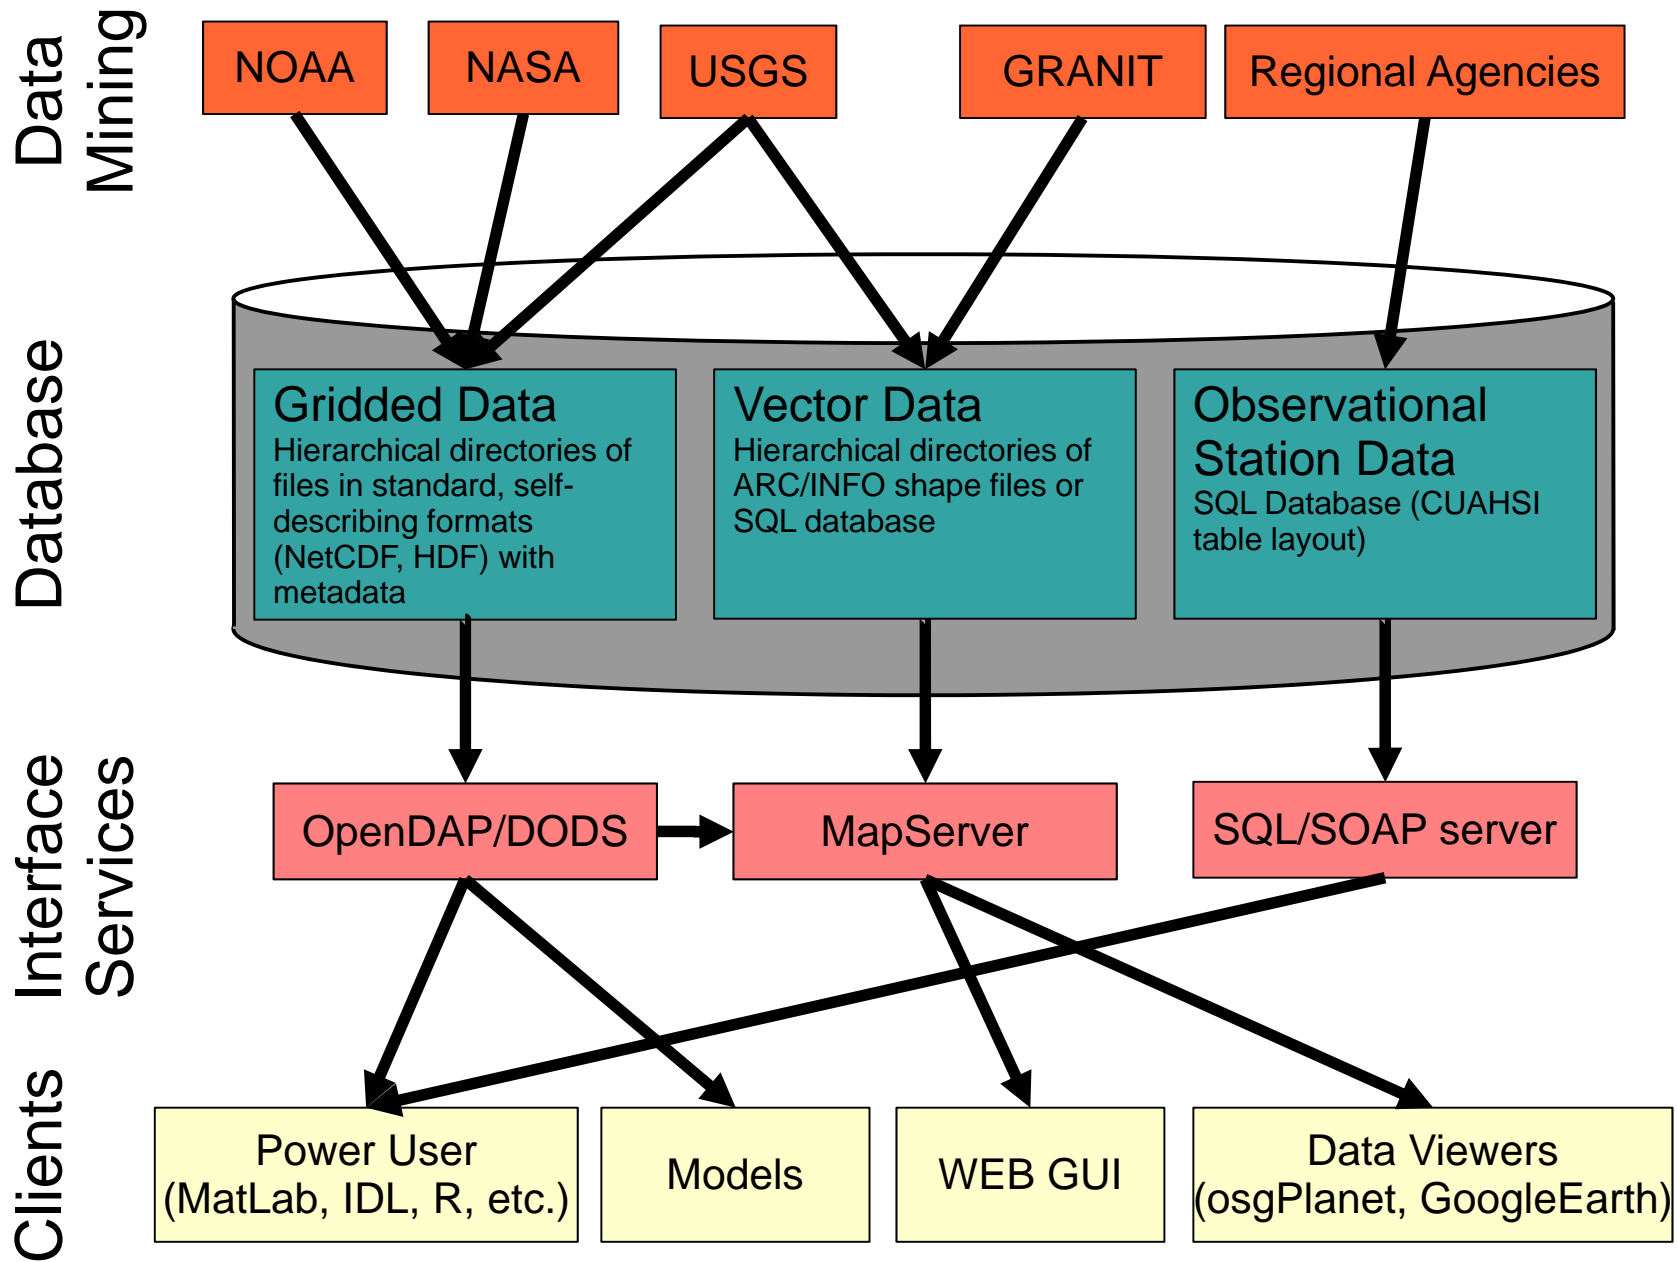 Data
Mining
NOAA
NASA
USGS
GRANIT
Regional Agencies
Database
Gridded Data
Hierarchical directories of
files in standard, self-
describing formats
(NetCDF, HDF) with
metadata
Vector Data
Hierarchical directories of
ARC/INFO shape files or
SQL database
Observational
Station Data
SQL Database (CUAHSI
table layout)
Interface
Services
OpenDAP/DODS
MapServer
SQL/SOAP server
Clients
Power User
(MatLab, IDL, R, etc.)
Models
WEB GUI
Data Viewers
(osgPlanet, GoogleEarth)